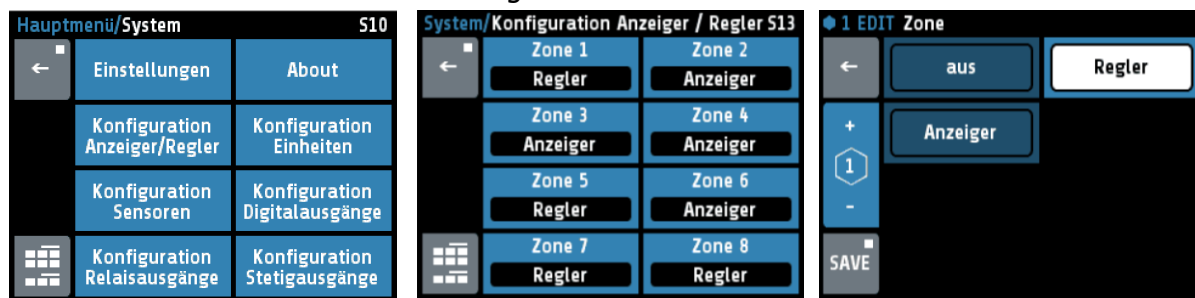 Hauptmenü/System S10
← Einstellungen About
Konfiguration Anzeiger/Regler
Konfiguration Einheiten
Konfiguration Sensoren
Konfiguration Digitalausgänge
Konfiguration Relaisausgänge
Konfiguration Stetigausgänge
System/Konfiguration Anzeiger / Regler S13
← Zone 1 Zone 2
Regler Anzeiger
Zone 3 Zone 4
Anzeiger Anzeiger
Zone 5 Zone 6
Regler Anzeiger
Zone 7 Zone 8
Regler Regler
1 EDIT Zone
← aus Regler
+ Anzeiger
1
-
SAVE